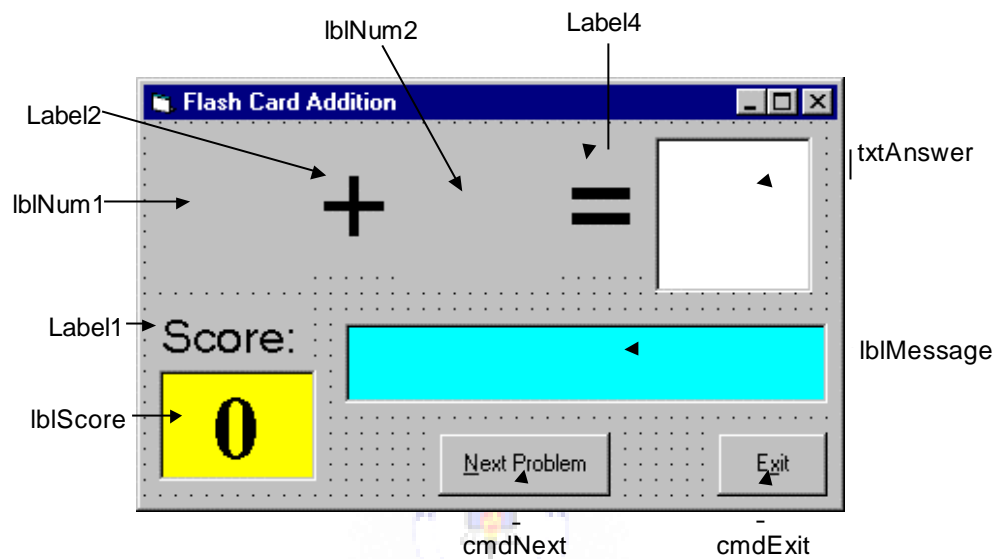 lblNum2
Label4
Flash Card Addition
Label2
txtAnswer
lblNum1
+
=
Label1
Score:
lblMessage
lblScore
0
Next Problem
Exit
cmdNext
cmdExit